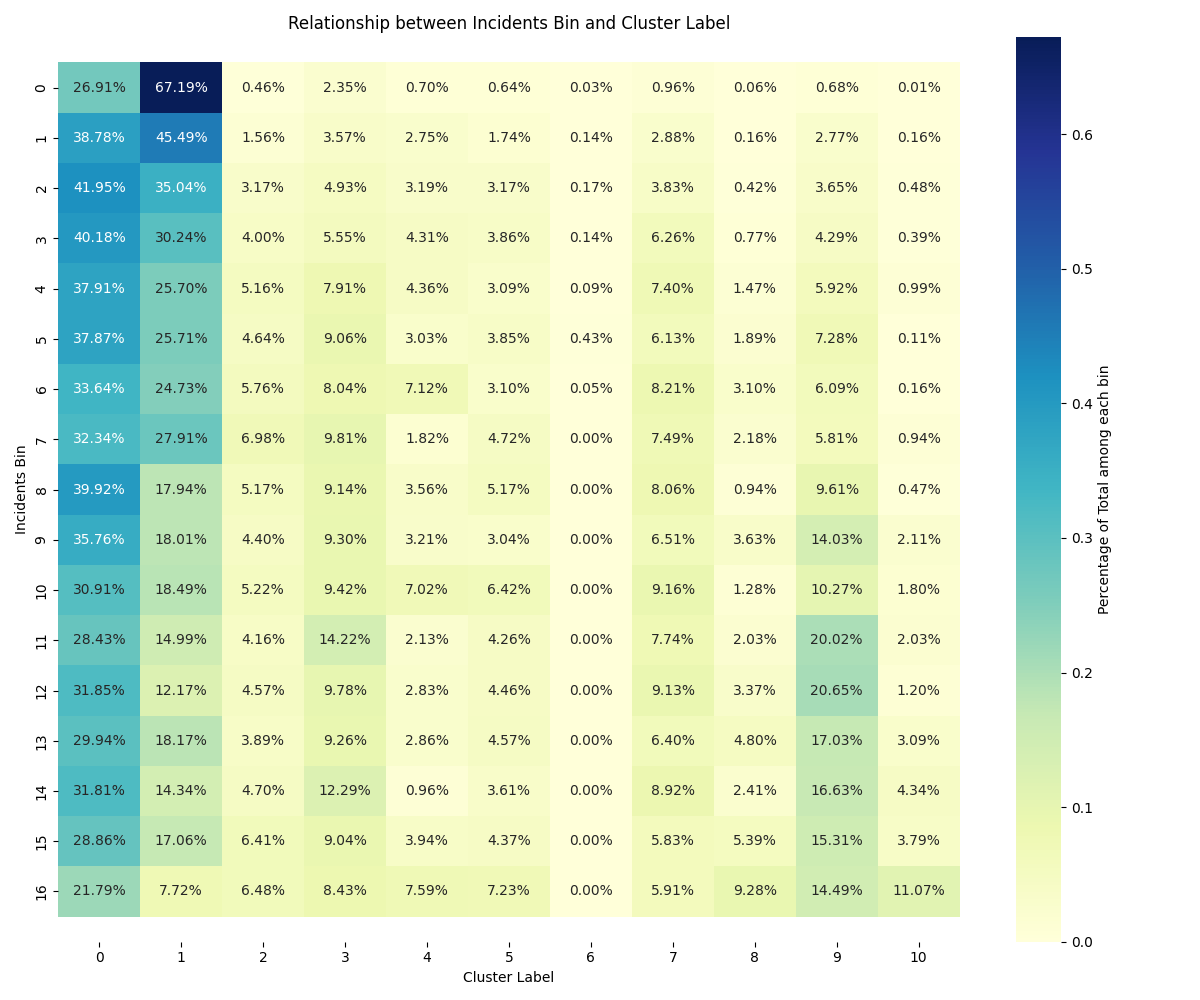 Relationship between Incidents Bin and Cluster Label
0 26.91% 67.19% 0.46% 2.35% 0.70% 0.64% 0.03% 0.96% 0.06% 0.68% 0.01%
1 38.78% 45.49% 1.56% 3.57% 2.75% 1.74% 0.14% 2.88% 0.16% 2.77% 0.16%
2 41.95% 35.04% 3.17% 4.93% 3.19% 3.17% 0.17% 3.83% 0.42% 3.65% 0.48%
3 40.18% 30.24% 4.00% 5.55% 4.31% 3.86% 0.14% 6.26% 0.77% 4.29% 0.39%
4 37.91% 25.70% 5.16% 7.91% 4.36% 3.09% 0.09% 7.40% 1.47% 5.92% 0.99%
5 37.87% 25.71% 4.64% 9.06% 3.03% 3.85% 0.43% 6.13% 1.89% 7.28% 0.11%
6 33.64% 24.73% 5.76% 8.04% 7.12% 3.10% 0.05% 8.21% 3.10% 6.09% 0.16%
7 32.34% 27.91% 6.98% 9.81% 1.82% 4.72% 0.00% 7.49% 2.18% 5.81% 0.94%
8 39.92% 17.94% 5.17% 9.14% 3.56% 5.17% 0.00% 8.06% 0.94% 9.61% 0.47%
9 35.76% 18.01% 4.40% 9.30% 3.21% 3.04% 0.00% 6.51% 3.63% 14.03% 2.11%
10 30.91% 18.49% 5.22% 9.42% 7.02% 6.42% 0.00% 9.16% 1.28% 10.27% 1.80%
11 28.43% 14.99% 4.16% 14.22% 2.13% 4.26% 0.00% 7.74% 2.03% 20.02% 2.03%
12 31.85% 12.17% 4.57% 9.78% 2.83% 4.46% 0.00% 9.13% 3.37% 20.65% 1.20%
13 29.94% 18.17% 3.89% 9.26% 2.86% 4.57% 0.00% 6.40% 4.80% 17.03% 3.09%
14 31.81% 14.34% 4.70% 12.29% 0.96% 3.61% 0.00% 8.92% 2.41% 16.63% 4.34%
15 28.86% 17.06% 6.41% 9.04% 3.94% 4.37% 0.00% 5.83% 5.39% 15.31% 3.79%
16 21.79% 7.72% 6.48% 8.43% 7.59% 7.23% 0.00% 5.91% 9.28% 14.49% 11.07%
0 1 2 3 4 5 6 7 8 9 10
Cluster Label
Incidents Bin
0.6
0.5
0.4
0.3
0.2
0.1
0.0
Percentage of Total among each bin